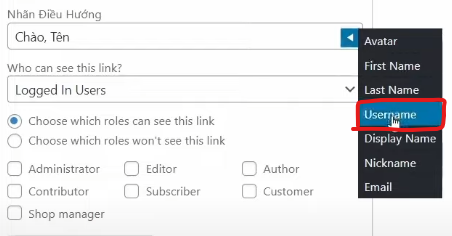 Nhãn Điều Hướng
Chào, Tên
Who can see this link?
Logged In Users
Choose which roles can see this link
Choose which roles won't see this link
Administrator Editor Author
Contributor Subscriber Customer
Shop manager
Avatar
First Name
Last Name
Username
Display Name
Nickname
Email